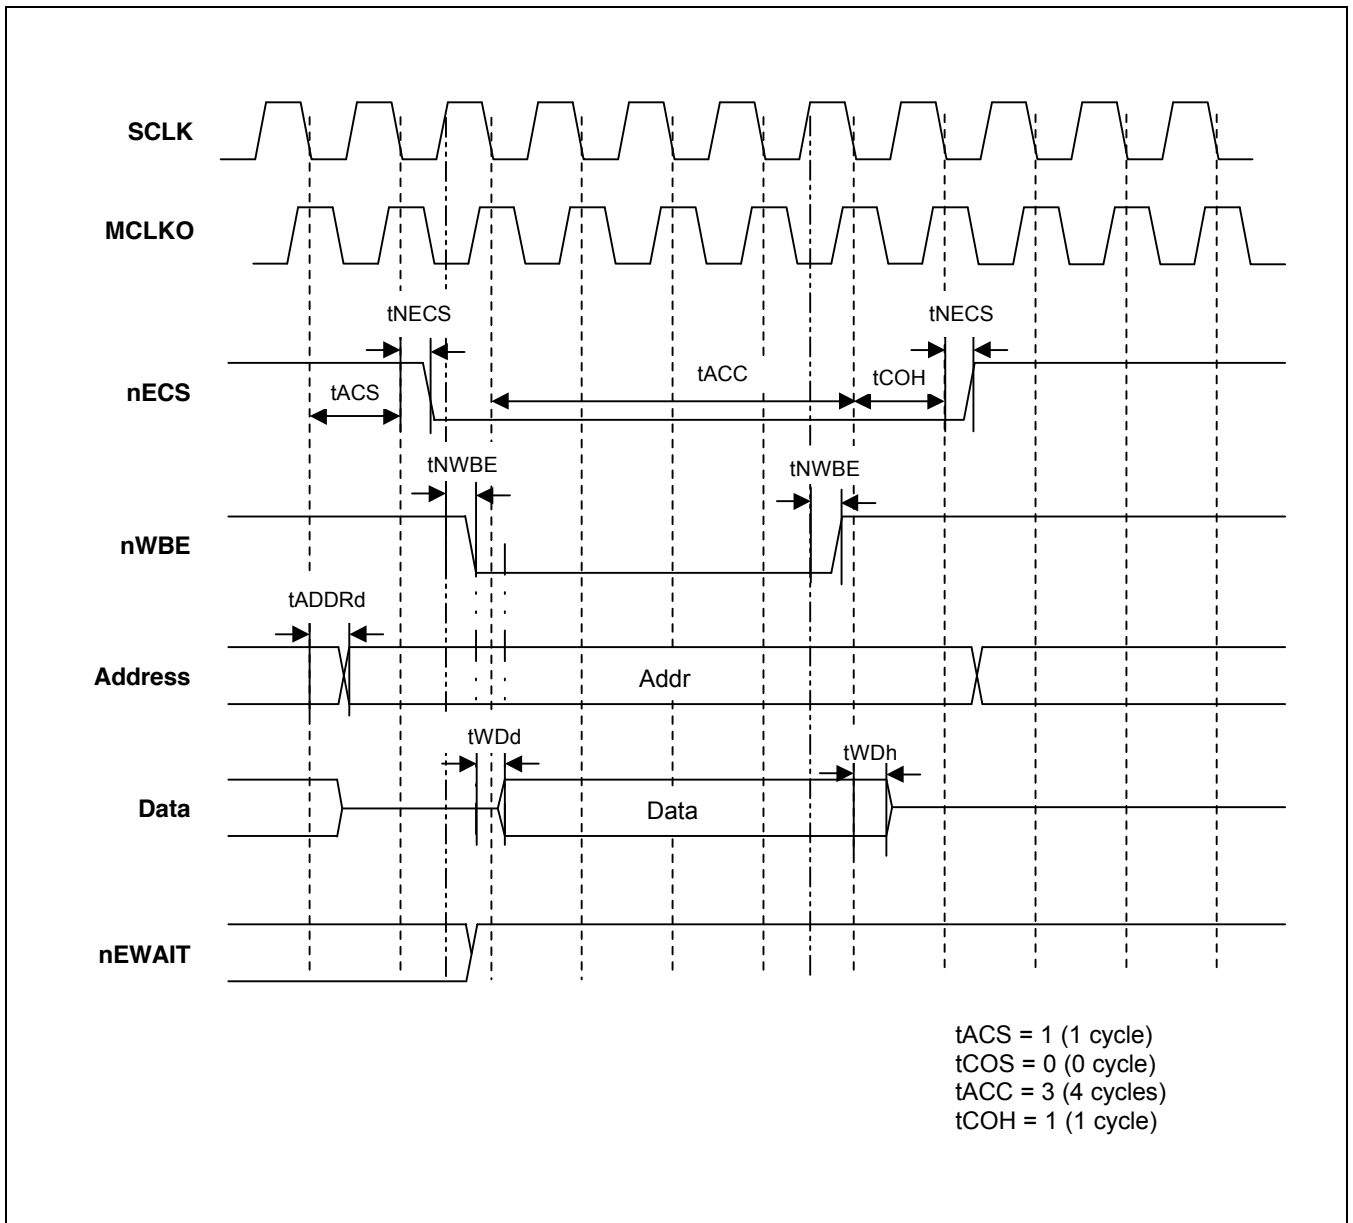 SCLK
MCLKO
tNECS
tNECS
nECS
tACS
tACC
tCOH
tNWBE
tNWBE
nWBE
tADDRd
Address
Addr
tWDd
tWDh
Data
Data
nEWAIT
tACS = 1 (1 cycle)
tCOS = 0 (0 cycle)
tACC = 3 (4 cycles)
tCOH = 1 (1 cycle)